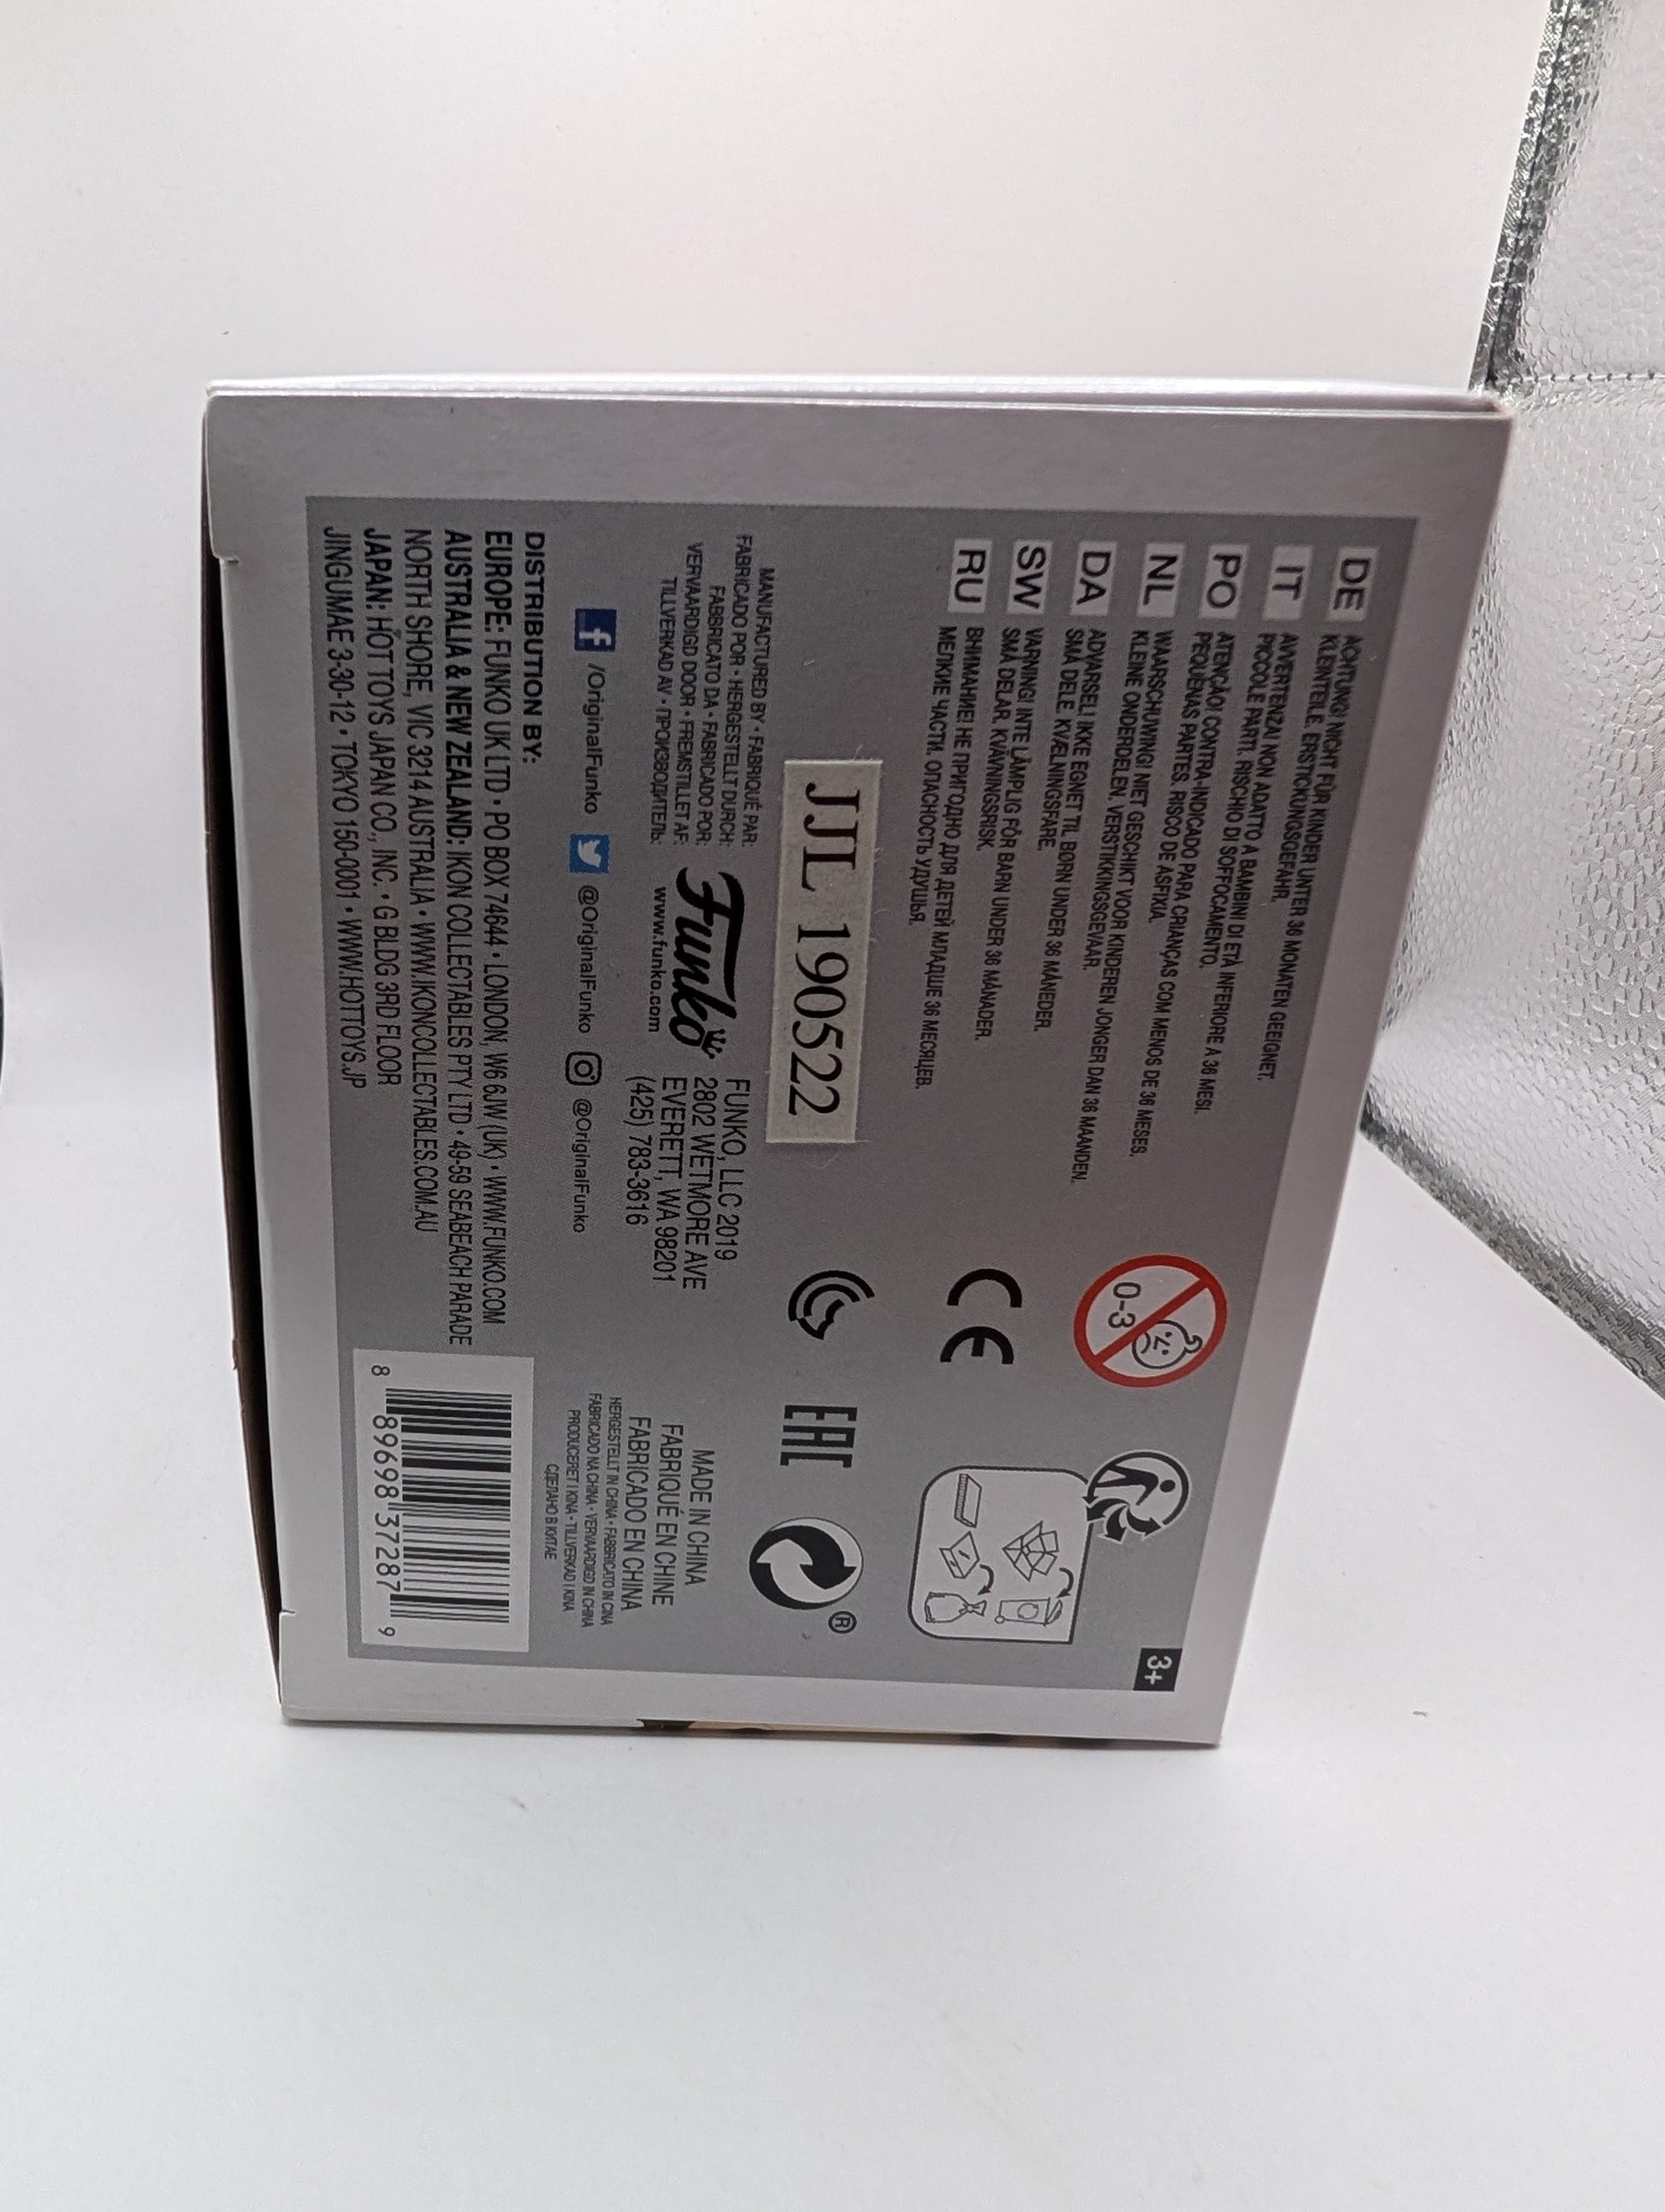 DE
ACHTUNG! NICHT FÜR KINDER UNTER 36 MONATEN GEEIGNET.
KLEINTEILE. ERSTICKUNGSGEFAHR.
IT
AVVERTENZA! NON ADATTO A BAMBINI DI ETÀ INFERIORE A 36 MESI.
PICCOLE PARTI. RISCHIO DI SOFFOCAMENTO.
PO
ATENÇÃO! CONTRA-INDICADO PARA CRIANÇAS COM MENOS DE 36 MESES.
PEQUENAS PARTES. RISCO DE ASFIXIA.
NL
WAARSCHUWING! NIET GESCHIKT VOOR KINDEREN JONGER DAN 36 MAANDEN.
KLEINE ONDERDELEN. VERSTIKKINGSGEVAAR.
DA
ADVARSEL! IKKE EGNET TIL BØRN UNDER 36 MÅNEDER.
SMÅ DELE. KVÆLNINGSFARE.
SW
VARNING! INTE LÄMPLIG FÖR BARN UNDER 36 MÅNADER.
SMÅ DELAR. KVÄVNINGSRISK.
RU
ВНИМАНИЕ! НЕ ПРИГОДНО ДЛЯ ДЕТЕЙ МЛАДШЕ 36 МЕСЯЦЕВ.
МЕЛКИЕ ЧАСТИ. ОПАСНОСТЬ УДУШЬЯ.
3+
0-3
CE
JJL 190522
EAC
®
MANUFACTURED BY • FABRIQUÉ PAR:
FABRICADO POR • HERGESTELLT DURCH:
FABBRICATO DA • FABRICADO POR:
VERVAARDIGD DOOR • FREMSTILLET AF:
TILLVERKAD AV • ПРОИЗВОДИТЕЛЬ:
Funko
www.funko.com
FUNKO, LLC 2019
2802 WETMORE AVE
EVERETT, WA 98201
(425) 783-3616
MADE IN CHINA
FABRIQUÉ EN CHINE
FABRICADO EN CHINA
HERGESTELLT IN CHINA • FABBRICATO IN CINA
FABRICADO NA CHINA • VERVAARDIGD IN CHINA
PRODUCERET I KINA • TILLVERKAD I KINA
СДЕЛАНО В КИТАЕ
/OriginalFunko @OriginalFunko @OriginalFunko
DISTRIBUTION BY:
EUROPE: FUNKO UK LTD • PO BOX 74644 • LONDON, W6 6JW (UK) • WWW.FUNKO.COM
AUSTRALIA & NEW ZEALAND: IKON COLLECTABLES PTY LTD • 49-59 SEABEACH PARADE
NORTH SHORE, VIC 3214 AUSTRALIA • WWW.IKONCOLLECTABLES.COM.AU
JAPAN: HOT TOYS JAPAN CO., INC. • G BLDG 3RD FLOOR
JINGUMAE 3-30-12 • TOKYO 150-0001 • WWW.HOTTOYS.JP
8 89698 37287 9